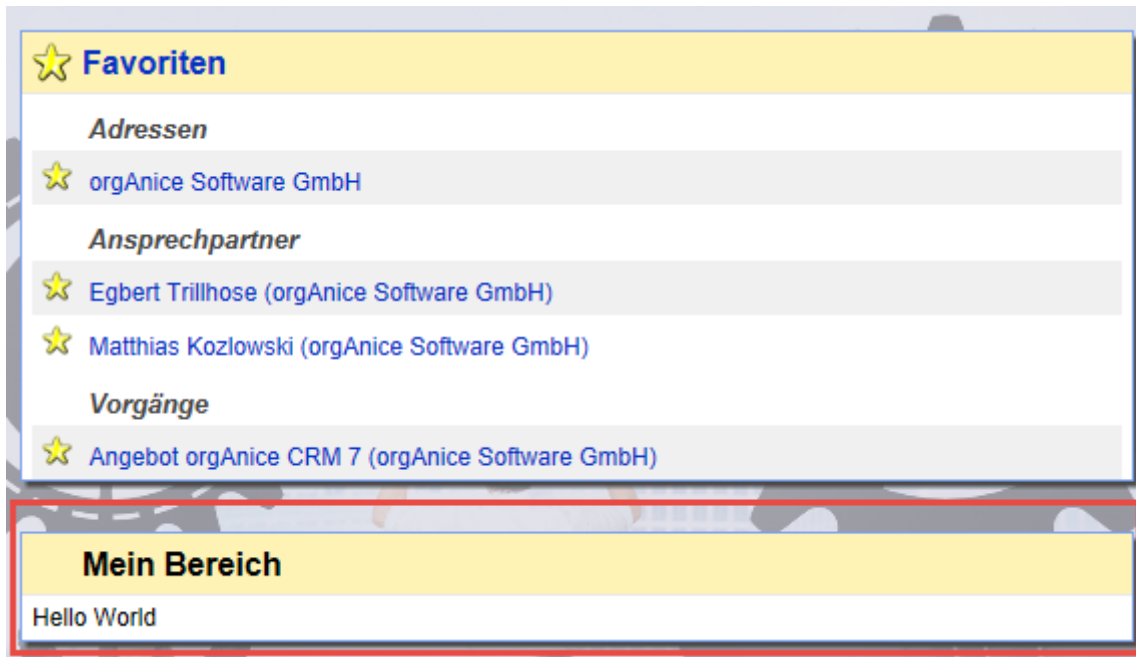 Favoriten
Adressen
orgAnice Software GmbH
Ansprechpartner
Egbert Trillhose (orgAnice Software GmbH)
Matthias Kozlowski (orgAnice Software GmbH)
Vorgänge
Angebot orgAnice CRM 7 (orgAnice Software GmbH)
Mein Bereich
Hello World